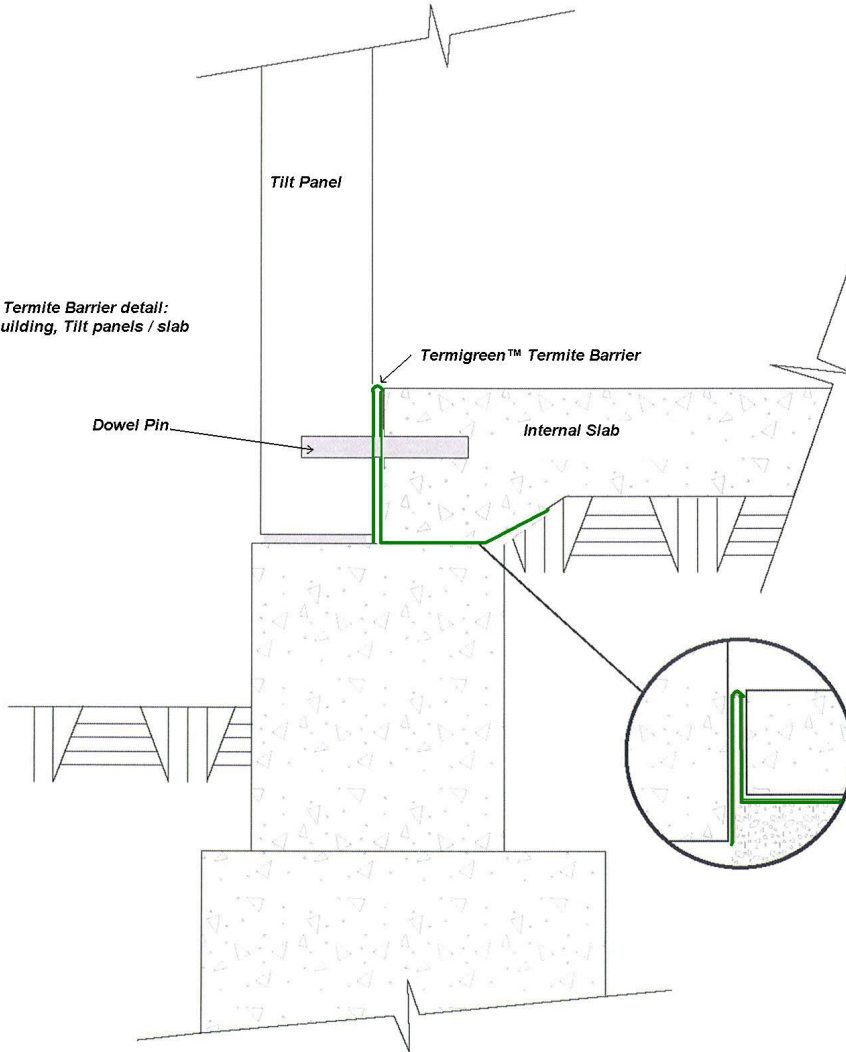 Tilt Panel
Termite Barrier detail:
uilding, Tilt panels / slab
Termigreen™ Termite Barrier
Dowel Pin
Internal Slab